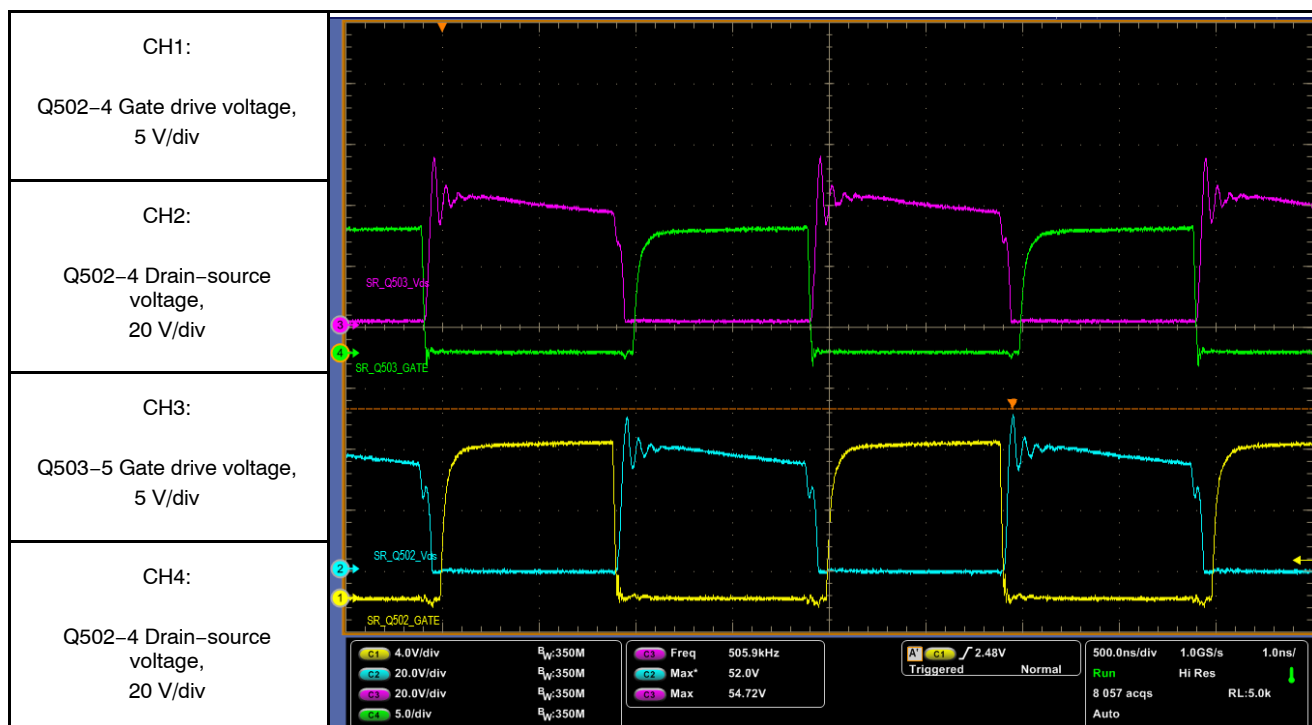 CH1:
Q502−4 Gate drive voltage,
5 V/div
CH2:
Q502−4 Drain−source
voltage,
20 V/div
CH3:
Q503−5 Gate drive voltage,
5 V/div
CH4:
Q502−4 Drain−source
voltage,
20 V/div
SR_Q503_Vds
3
4
SR_Q503_GATE
SR_Q502_Vds
2
1
SR_Q502_GATE
C1 4.0V/div BW:350M
C2 20.0V/div BW:350M
C3 20.0V/div BW:350M
C4 5.0/div BW:350M
C3 Freq 505.9kHz
C2 Max* 52.0V
C3 Max 54.72V
A' C1 2.48V
Triggered Normal
500.0ns/div 1.0GS/s 1.0ns/
Run Hi Res
8 057 acqs RL:5.0k
Auto